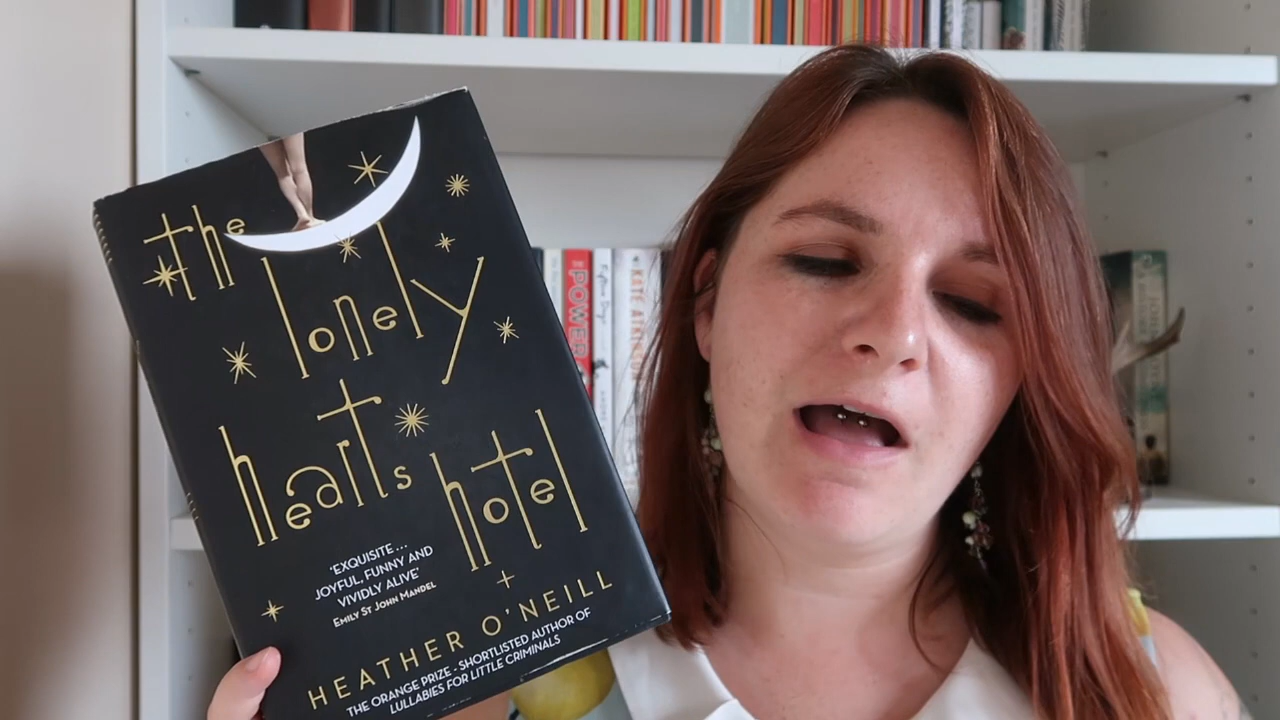 the
lonely
hearts
hotel
'EXQUISITE ...
JOYFUL, FUNNY AND
VIVIDLY ALIVE'
EMILY ST JOHN MANDEL
HEATHER O'NEILL
THE ORANGE PRIZE - SHORTLISTED AUTHOR OF
LULLABIES FOR LITTLE CRIMINALS
THE
POWER
KATE